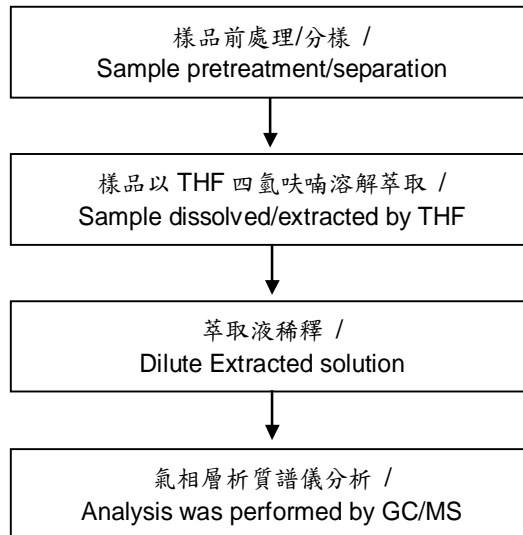 樣品前處理/分樣 /
Sample pretreatment/separation
樣品以 THF 四氫呋喃溶解萃取 /
Sample dissolved/extracted by THF
萃取液稀釋 /
Dilute Extracted solution
氣相層析質譜儀分析 /
Analysis was performed by GC/MS